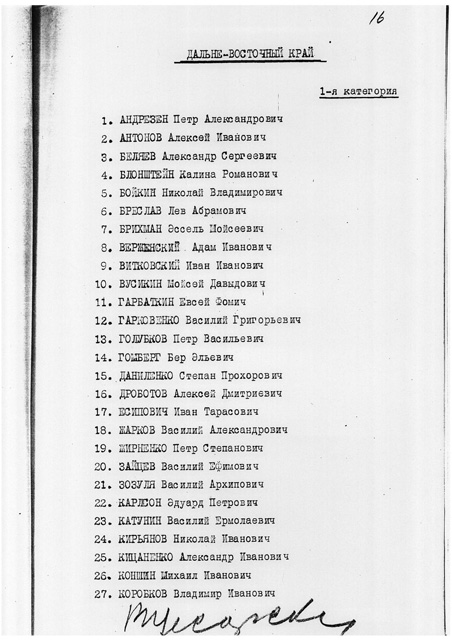 16
ДАЛЬНЕ-ВОСТОЧНЫЙ КРАЙ
1-я категория
1. АНДРЕЗЕН Петр Александрович
2. АНТОНОВ Алексей Иванович
3. БЕЛЯЕВ Александр Сергеевич
4. БЛОНШТЕЙН Калина Романович
5. БОЙКИН Николай Владимирович
6. БРЕСЛАВ Лев Абрамович
7. БРИХМАН Эссель Мойсеевич
8. ВЕРЖЕНСКИЙ Адам Иванович
9. ВИТКОВСКИЙ Иван Иванович
10. ВУСИКИН Мойсей Давыдович
11. ГАРБАТКИН Евсей Фомич
12. ГАРКОВЕНКО Василий Григорьевич
13. ГОЛУБКОВ Петр Васильевич
14. ГОМБЕРГ Бер Эльевич
15. ДАНИЛЕНКО Степан Прохорович
16. ДРОБОТОВ Алексей Дмитриевич
17. ЕСИПОВИЧ Иван Тарасович
18. ЖАРКОВ Василий Александрович
19. ЖИРНЕНКО Петр Степанович
20. ЗАЙЦЕВ Василий Ефимович
21. ЗОЗУЛЯ Василий Архипович
22. КАРЛСОН Эдуард Петрович
23. КАТУНИН Василий Ермолаевич
24. КИРЬЯНОВ Николай Иванович
25. КИЦАНЕНКО Александр Иванович
26. КОНШИН Михаил Иванович
27. КОРОБКОВ Владимир Иванович